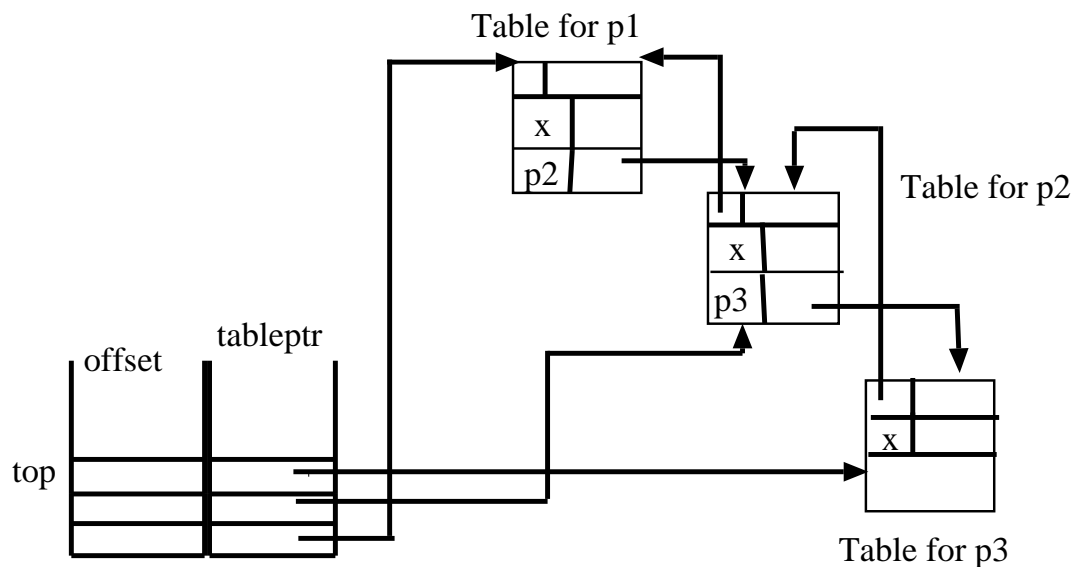 Table for p1
x
p2
Table for p2
x
p3
tableptr
offset
x
top
Table for p3